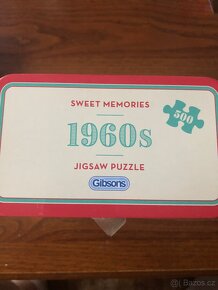 SWEET MEMORIES
1960s
500
JIGSAW PUZZLE
Gibsons
Bazos.cz